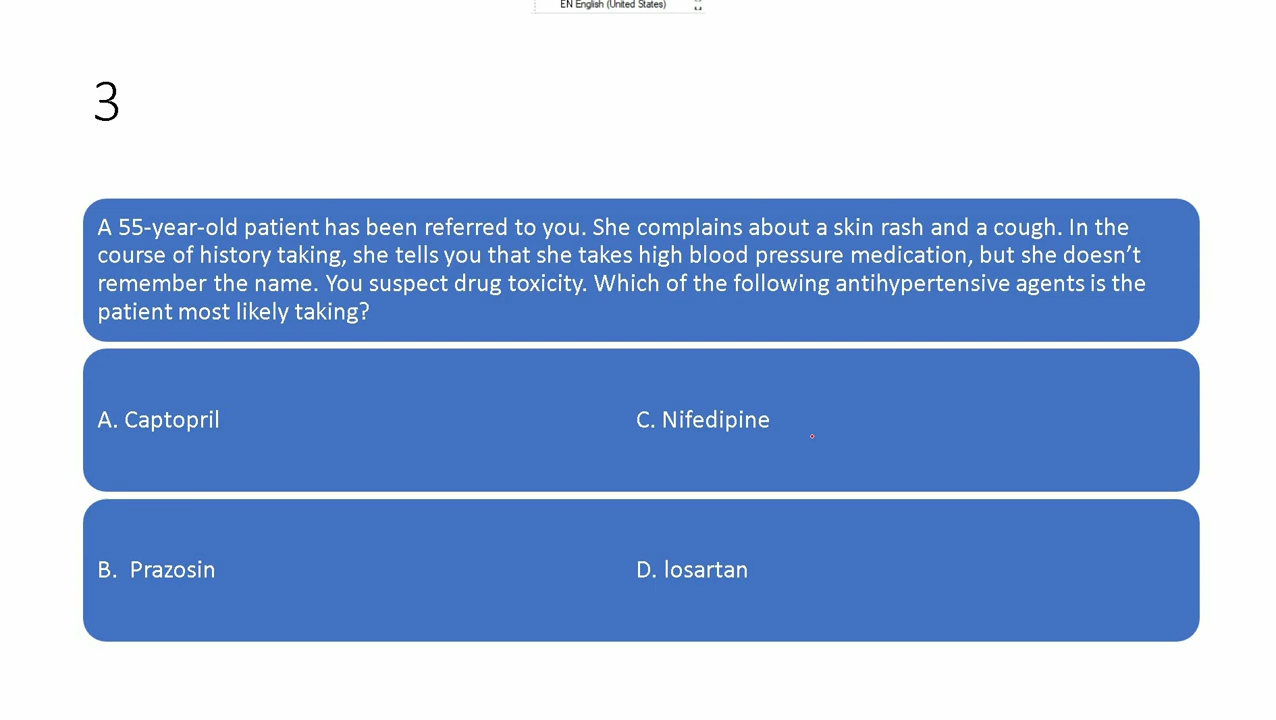 EN English (United States)
3
A 55-year-old patient has been referred to you. She complains about a skin rash and a cough. In the
course of history taking, she tells you that she takes high blood pressure medication, but she doesn’t
remember the name. You suspect drug toxicity. Which of the following antihypertensive agents is the
patient most likely taking?
A. Captopril
C. Nifedipine
B. Prazosin
D. losartan